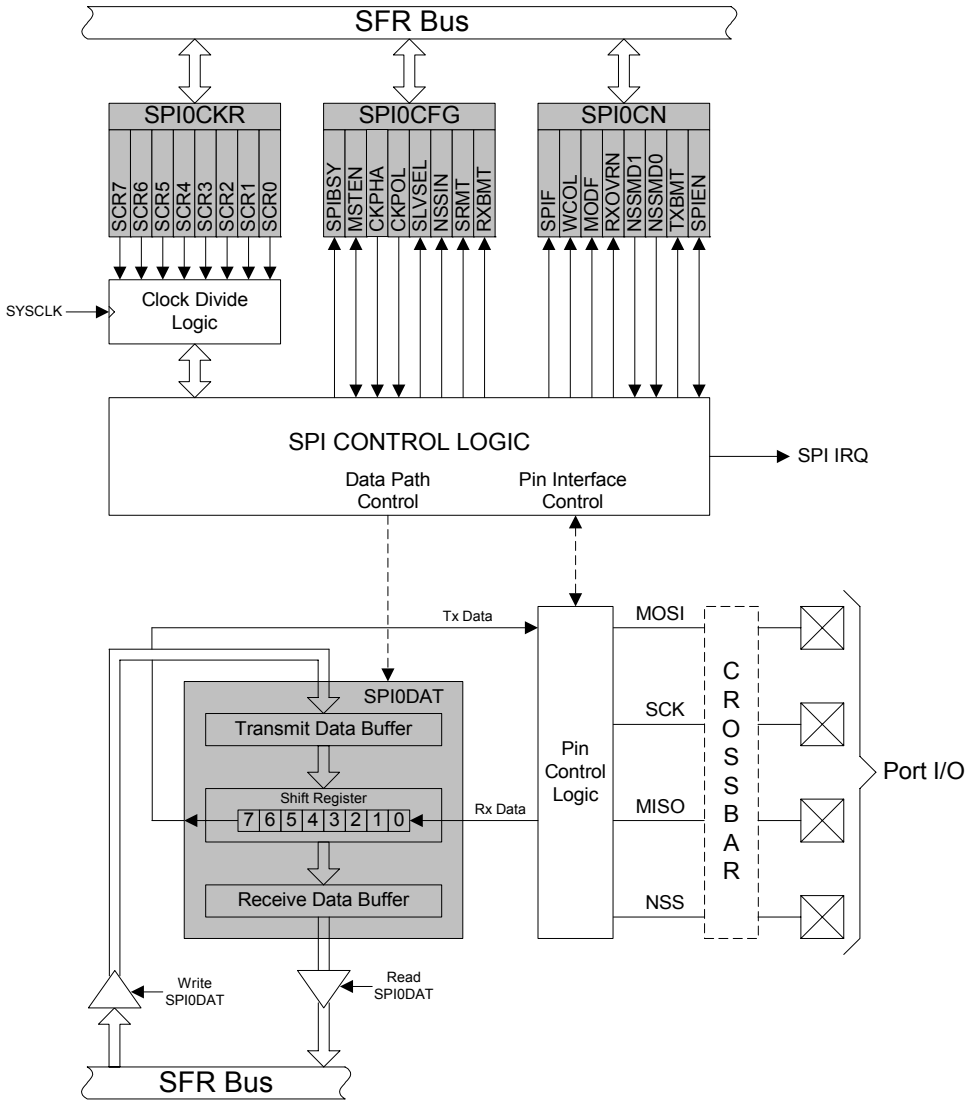 SFR Bus
SPI0CKR
SPI0CFG
SPI0CN
SCR7
SCR6
SCR5
SCR4
SCR3
SCR2
SCR1
SCR0
SPIBSY
MSTEN
CKPHA
CKPOL
SLVSEL
NSSIN
SRMT
RXBMT
SPIF
WCOL
MODF
RXOVRN
NSSMD1
NSSMD0
TXBMT
SPIEN
SYSCLK
Clock Divide
Logic
SPI CONTROL LOGIC
SPI IRQ
Data Path
Control
Pin Interface
Control
Tx Data
MOSI
SPI0DAT
Transmit Data Buffer
SCK
Shift Register
7 6 5 4 3 2 1 0
Rx Data
Pin
Control
Logic
MISO
Receive Data Buffer
NSS
C
R
O
S
S
B
A
R
Port I/O
Write
SPI0DAT
Read
SPI0DAT
SFR Bus